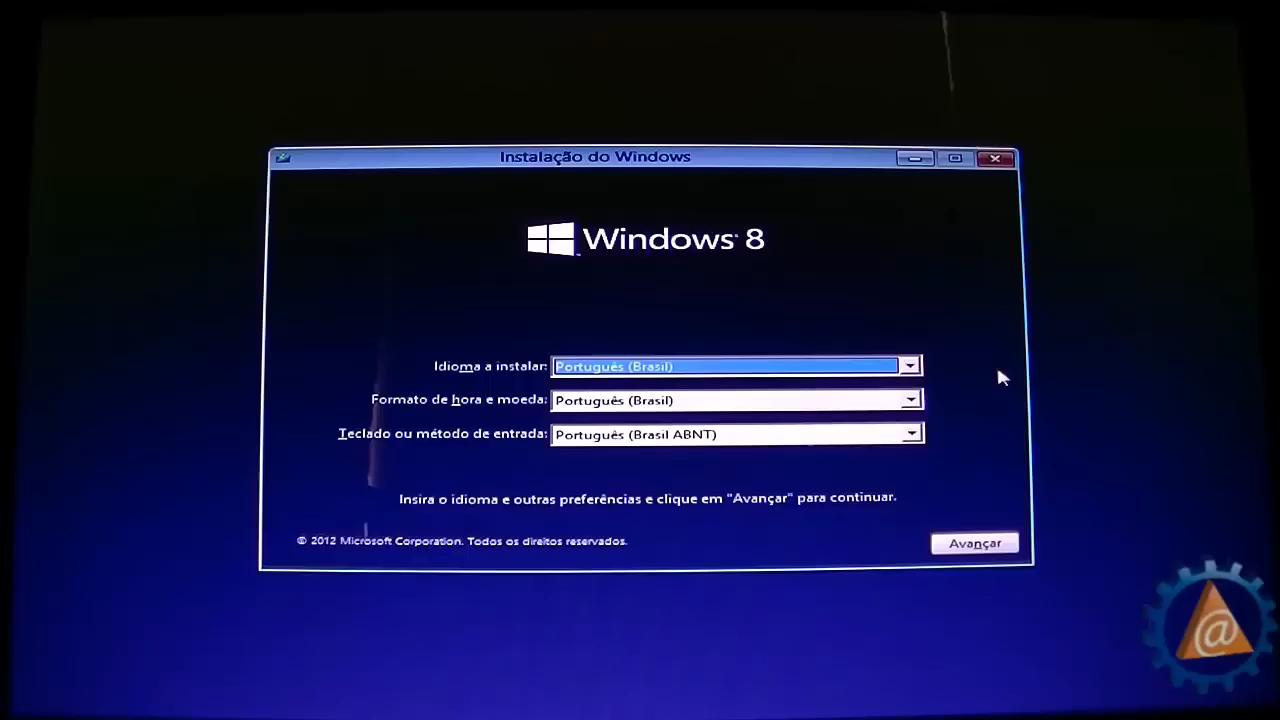 Instalação do Windows
Windows 8
Idioma a instalar: Português (Brasil)
Formato de hora e moeda: Português (Brasil)
Teclado ou método de entrada: Português (Brasil ABNT)
Insira o idioma e outras preferências e clique em "Avançar" para continuar.
© 2012 Microsoft Corporation. Todos os direitos reservados.
Avançar
@